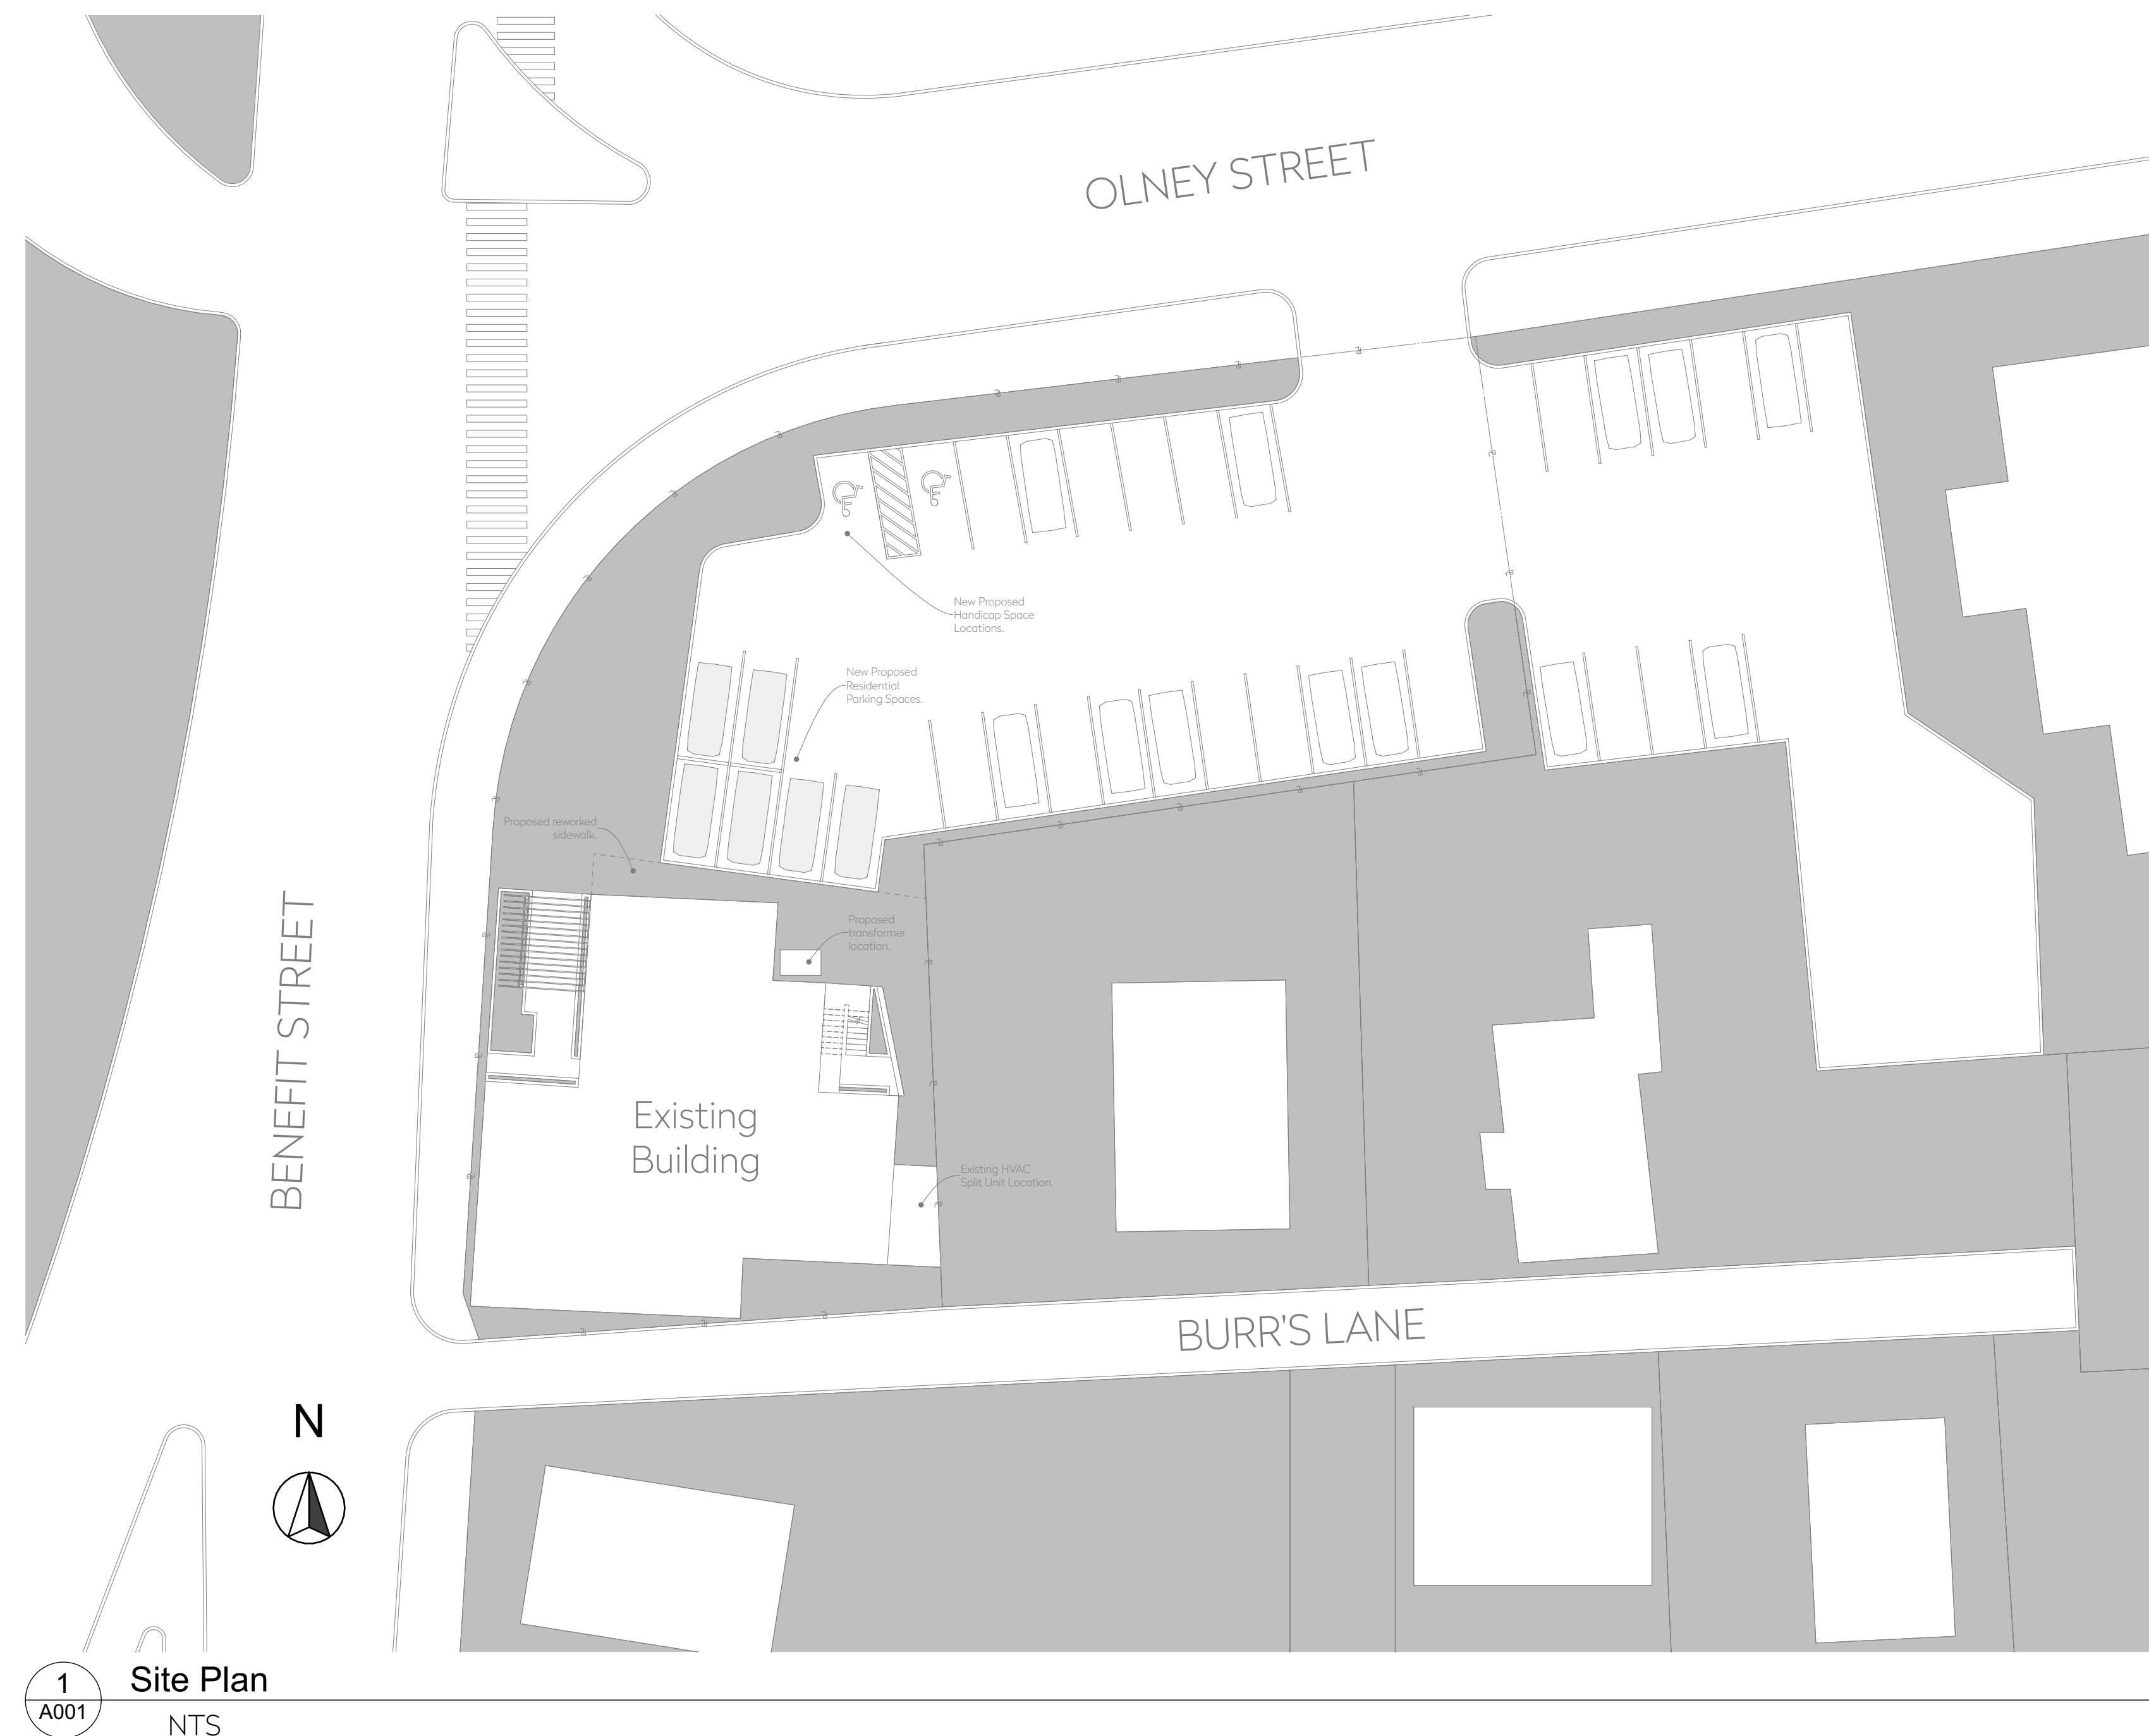 OLNEY STREET
New Proposed
Handicap Space
Locations.
New Proposed
Residential
Parking Spaces.
Proposed reworked
sidewalk.
Proposed
transformer
location.
BENEFIT STREET
Existing
Building
Existing HVAC
Split Unit Location.
BURR'S LANE
N
1
A001
Site Plan
NTS